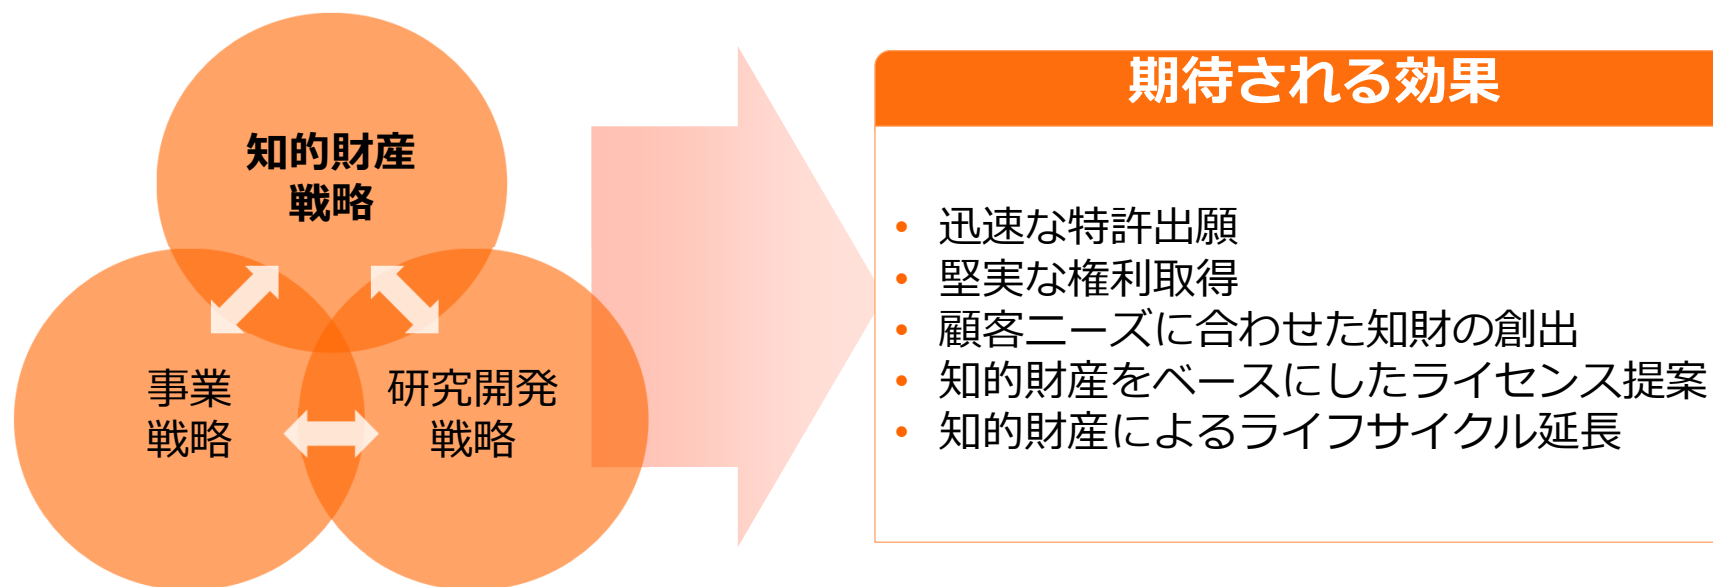 知的財産
戦略
事業
戦略
研究開発
戦略
期待される効果
• 迅速な特許出願
• 堅実な権利取得
• 顧客ニーズに合わせた知財の創出
• 知的財産をベースにしたライセンス提案
• 知的財産によるライフサイクル延長